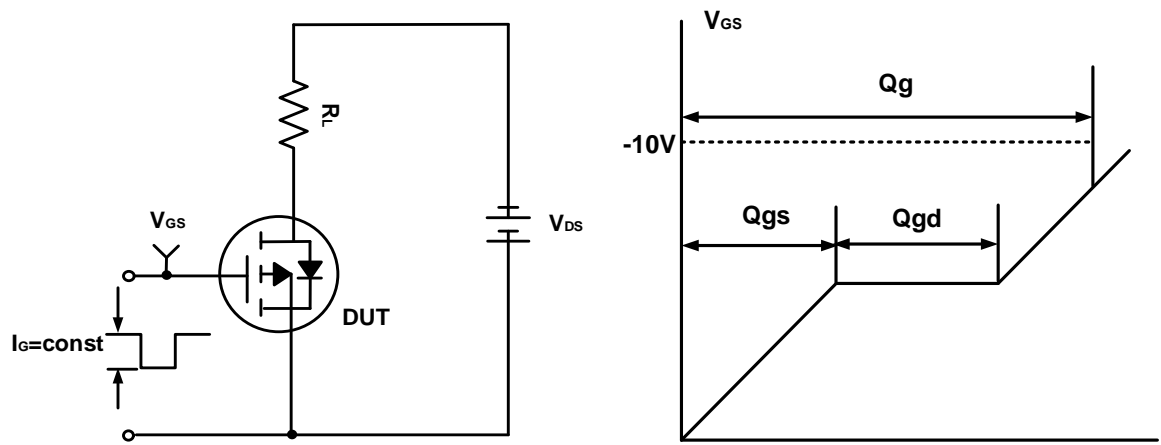 RL
VGS
VDS
DUT
IG=const
VGS
Qg
-10V
Qgs
Qgd